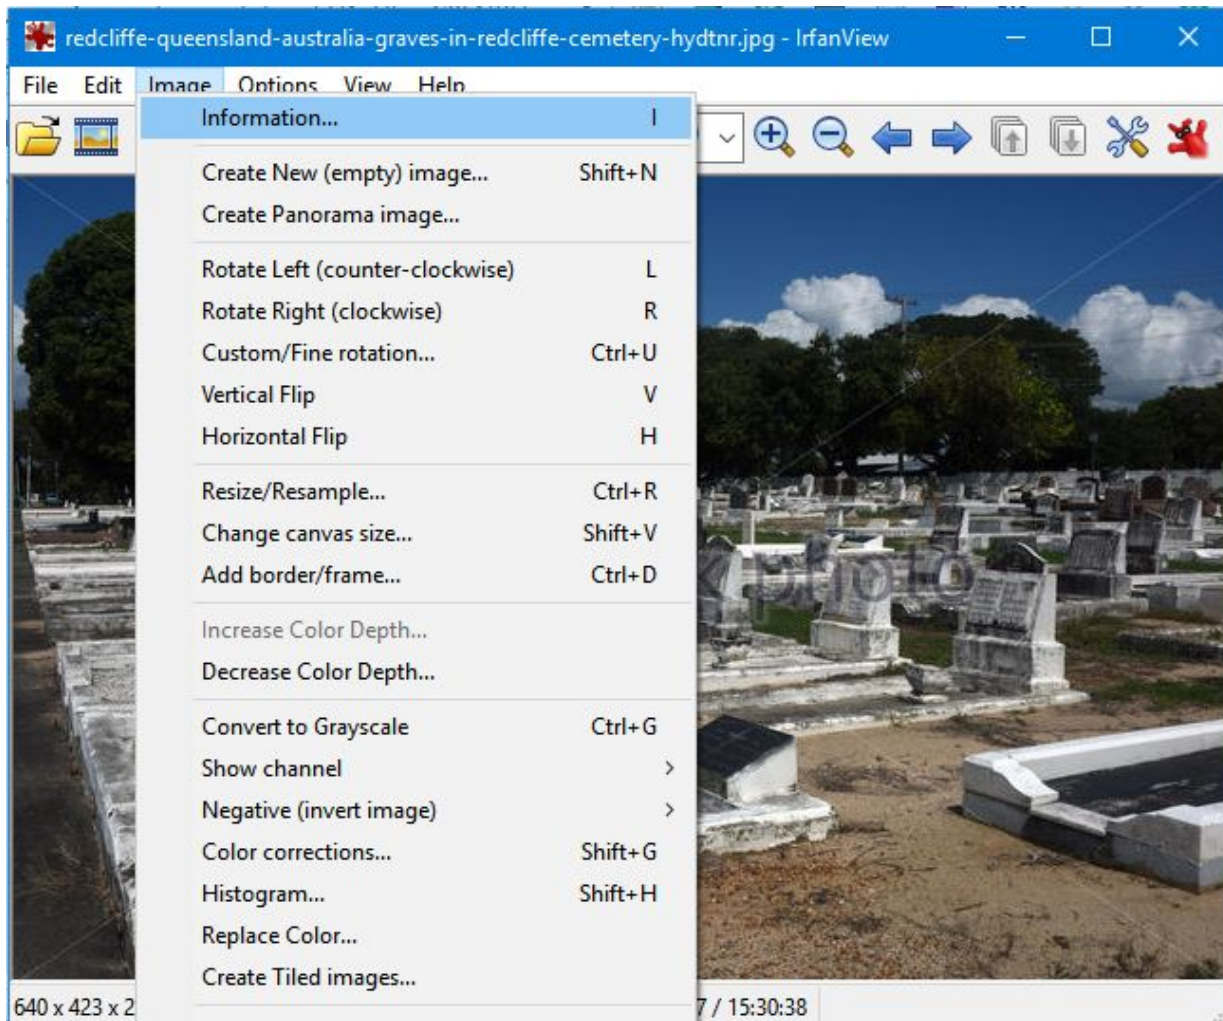 redcliffe-queensland-australia-graves-in-redcliffe-cemetery-hydtnr.jpg - IrfanView
File Edit Image Options View Help
Information... I
Create New (empty) image... Shift+N
Create Panorama image...
Rotate Left (counter-clockwise) L
Rotate Right (clockwise) R
Custom/Fine rotation... Ctrl+U
Vertical Flip V
Horizontal Flip H
Resize/Resample... Ctrl+R
Change canvas size... Shift+V
Add border/frame... Ctrl+D
photo
Increase Color Depth...
Decrease Color Depth...
Convert to Grayscale Ctrl+G
Show channel
Negative (invert image)
Color corrections... Shift+G
Histogram... Shift+H
Replace Color...
Create Tiled images...
640 x 423 x 2 7 / 15:30:38